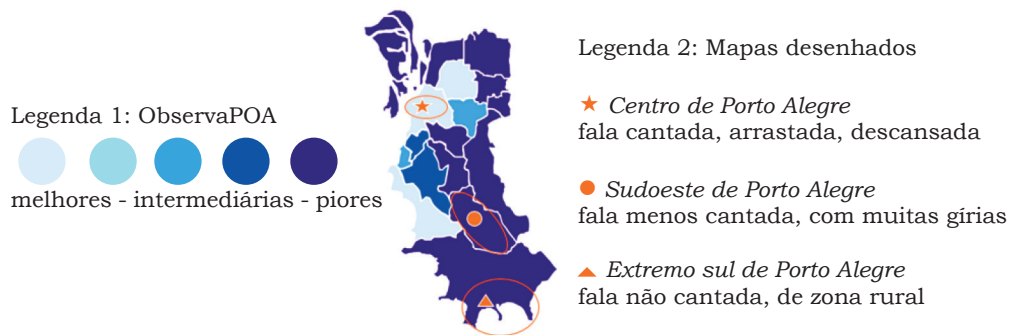 Legenda 1: ObservaPOA
melhores - intermediárias - piores
Legenda 2: Mapas desenhados
Centro de Porto Alegre
fala cantada, arrastada, descansada
Sudoeste de Porto Alegre
fala menos cantada, com muitas gírias
Extremo sul de Porto Alegre
fala não cantada, de zona rural